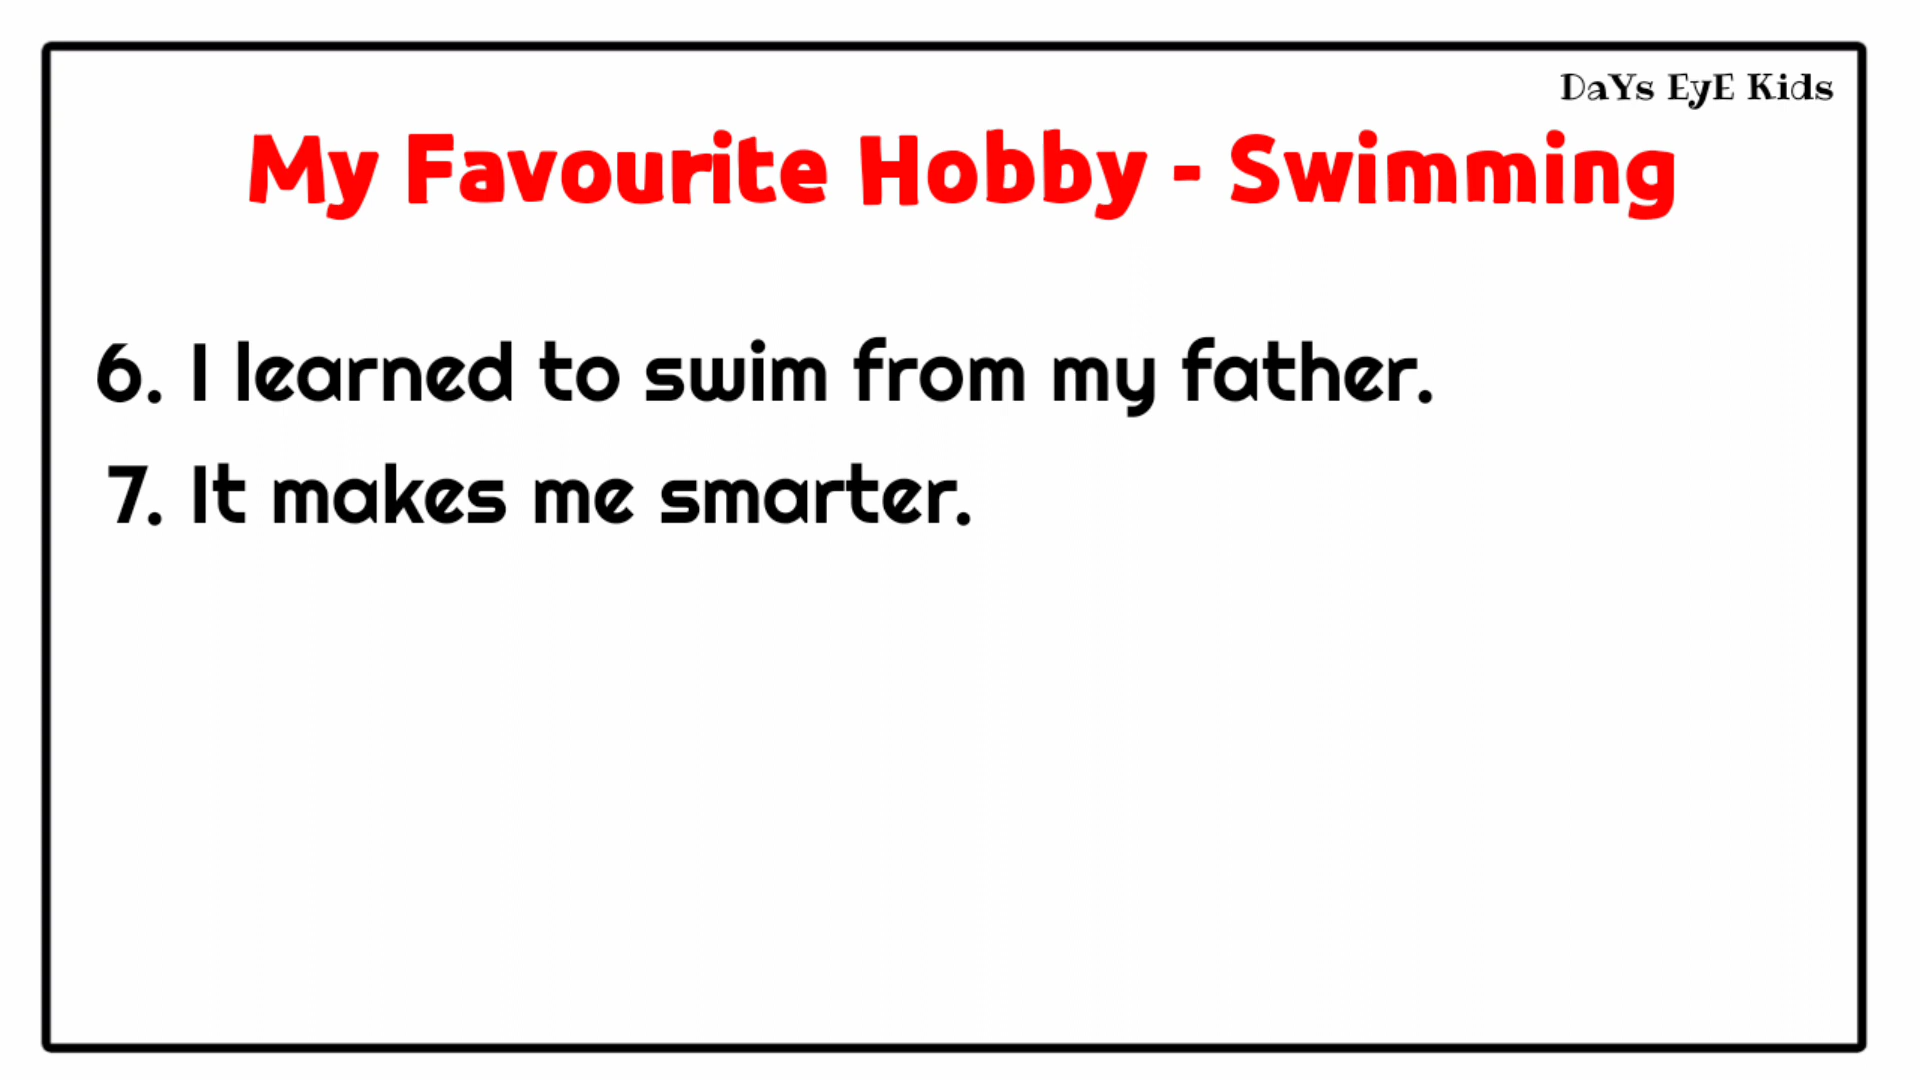 DaYs EyE Kids
My Favourite Hobby - Swimming
6. I learned to swim from my father.
7. It makes me smarter.